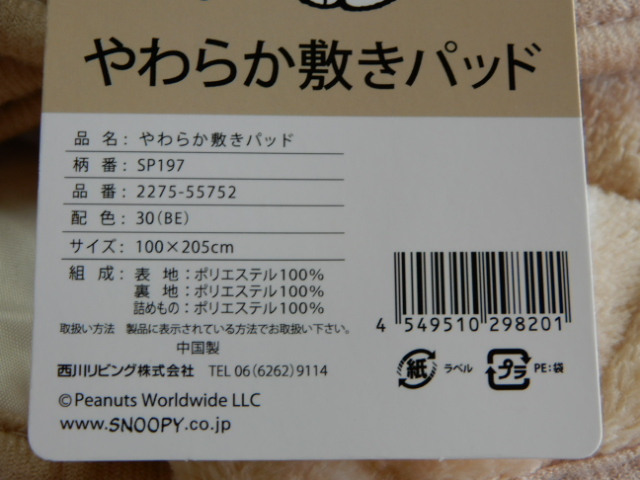 やわらか敷きパッド
品 名: やわらか敷きパッド
柄 番: SP197
品 番: 2275-55752
配 色: 30(BE)
サイズ: 100×205cm
組 成: 表 地:ポリエステル100%
裏 地:ポリエステル100%
詰めもの:ポリエステル100%
取扱い方法 製品に表示されている方法でお取扱い下さい。
中国製
西川リビング株式会社 TEL 06(6262)9114
©Peanuts Worldwide LLC
www.SNOOPY.co.jp
4 549510 298201
紙 ラベル プラ PE:袋